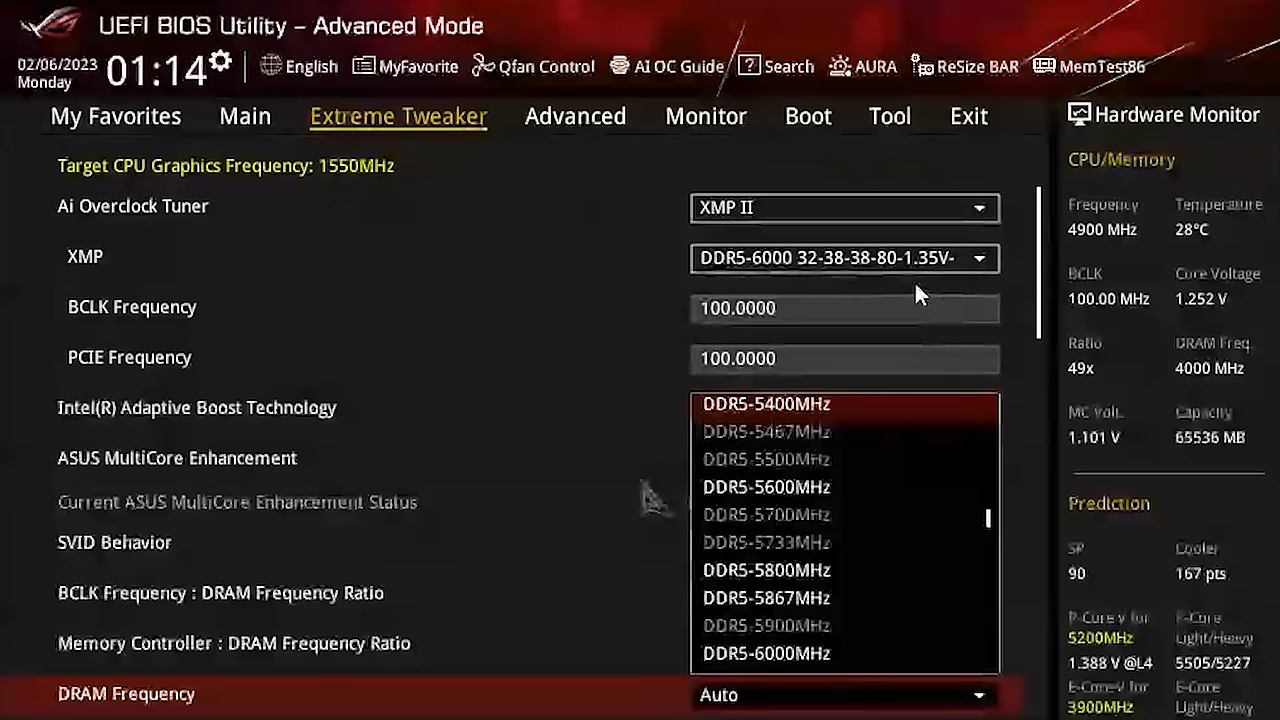 UEFI BIOS Utility – Advanced Mode
02/06/2023
Monday
01:14
English
MyFavorite
Qfan Control
AI OC Guide
Search
AURA
ReSize BAR
MemTest86
My Favorites
Main
Extreme Tweaker
Advanced
Monitor
Boot
Tool
Exit
Target CPU Graphics Frequency: 1550MHz
Ai Overclock Tuner
XMP II
XMP
DDR5-6000 32-38-38-80-1.35V-
BCLK Frequency
100.0000
PCIE Frequency
100.0000
Intel(R) Adaptive Boost Technology
ASUS MultiCore Enhancement
Current ASUS MultiCore Enhancement Status
SVID Behavior
BCLK Frequency : DRAM Frequency Ratio
Memory Controller : DRAM Frequency Ratio
DDR5-5400MHz
DDR5-5467MHz
DDR5-5500MHz
DDR5-5600MHz
DDR5-5700MHz
DDR5-5733MHz
DDR5-5800MHz
DDR5-5867MHz
DDR5-5900MHz
DDR5-6000MHz
DRAM Frequency
Auto
Hardware Monitor
CPU/Memory
Frequency
Temperature
4900 MHz
28°C
BCLK
Core Voltage
100.00 MHz
1.252 V
Ratio
DRAM Freq.
49x
4000 MHz
MC Volt.
Capacity
1.101 V
65536 MB
Prediction
SP
Cooler
90
167 pts
P-Core V for
P-Core
5200MHz
Light/Heavy
1.388 V @L4
5505/5227
E-Core V for
E-Core
3900MHz
Light/Heavy